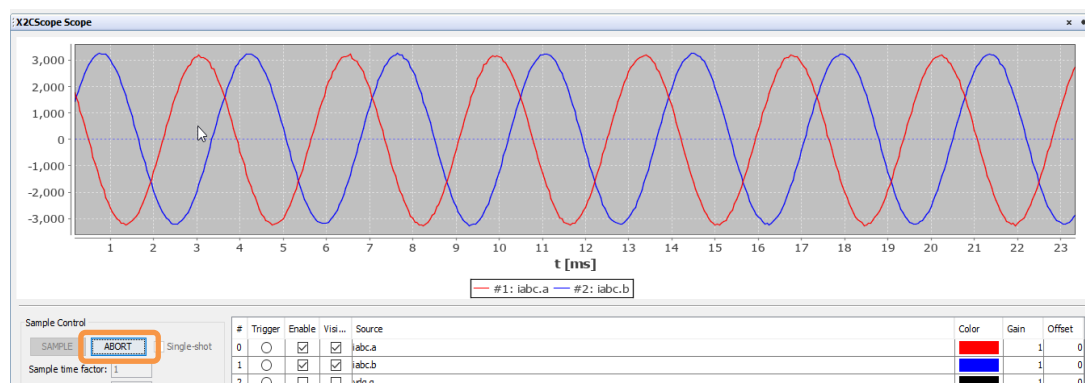 X2CScope Scope
3,000
2,000
1,000
0
-1,000
-2,000
-3,000
1 2 3 4 5 6 7 8 9 10 11 12 13 14 15 16 17 18 19 20 21 22 23
t [ms]
#1: iabc.a #2: iabc.b
Sample Control
# Trigger Enable Visi... Source Color Gain Offset
SAMPLE ABORT Single-shot
0 iabc.a 1 0
Sample time factor: 1
1 iabc.b 1 0